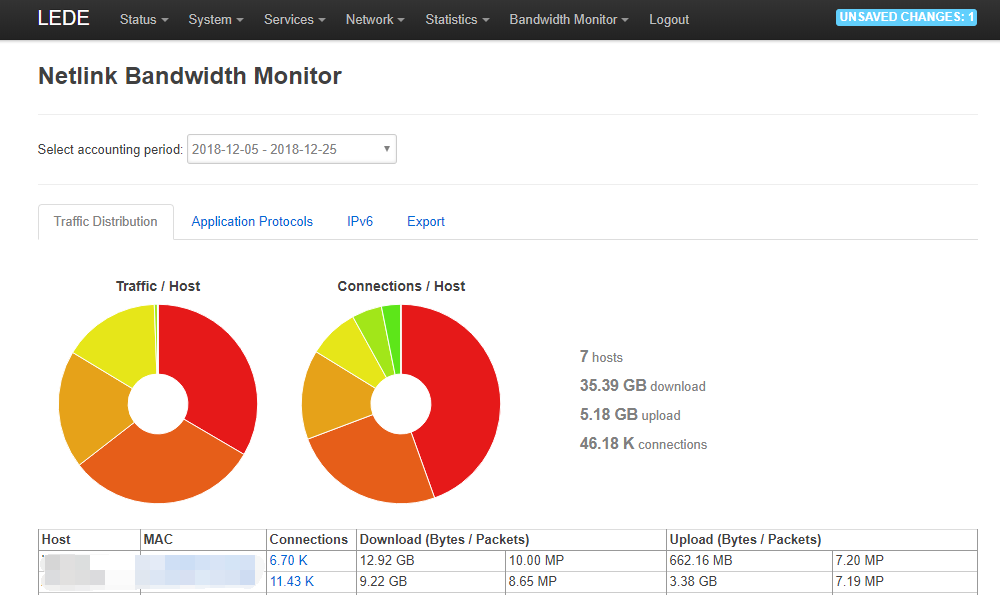 LEDE Status System Services Network Statistics Bandwidth Monitor Logout UNSAVED CHANGES: 1
Netlink Bandwidth Monitor
Select accounting period: 2018-12-05 - 2018-12-25
Traffic Distribution Application Protocols IPv6 Export
Traffic / Host Connections / Host
7 hosts
35.39 GB download
5.18 GB upload
46.18 K connections
Host MAC Connections Download (Bytes / Packets) Upload (Bytes / Packets)
6.70 K 12.92 GB 10.00 MP 662.16 MB 7.20 MP
11.43 K 9.22 GB 8.65 MP 3.38 GB 7.19 MP